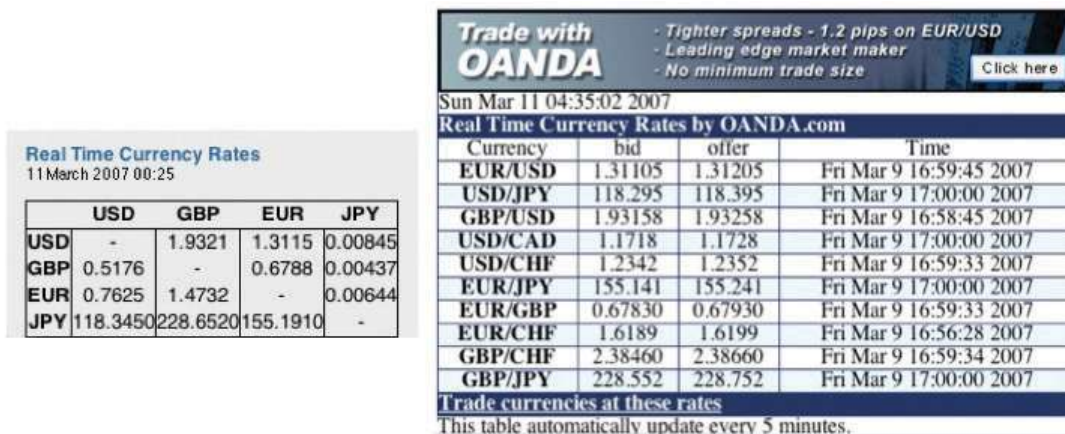 Real Time Currency Rates
11 March 2007 00:25
USD GBP EUR JPY
USD - 1.9321 1.3115 0.00845
GBP 0.5176 - 0.6788 0.00437
EUR 0.7625 1.4732 - 0.00644
JPY 118.3450 228.6520 155.1910 -
Trade with OANDA
- Tighter spreads - 1.2 pips on EUR/USD
- Leading edge market maker
- No minimum trade size
Click here
Sun Mar 11 04:35:02 2007
Real Time Currency Rates by OANDA.com
Currency bid offer Time
EUR/USD 1.31105 1.31205 Fri Mar 9 16:59:45 2007
USD/JPY 118.295 118.395 Fri Mar 9 17:00:00 2007
GBP/USD 1.93158 1.93258 Fri Mar 9 16:58:45 2007
USD/CAD 1.1718 1.1728 Fri Mar 9 17:00:00 2007
USD/CHF 1.2342 1.2352 Fri Mar 9 16:59:33 2007
EUR/JPY 155.141 155.241 Fri Mar 9 17:00:00 2007
EUR/GBP 0.67830 0.67930 Fri Mar 9 16:59:33 2007
EUR/CHF 1.6189 1.6199 Fri Mar 9 16:56:28 2007
GBP/CHF 2.38460 2.38660 Fri Mar 9 16:59:34 2007
GBP/JPY 228.552 228.752 Fri Mar 9 17:00:00 2007
Trade currencies at these rates
This table automatically update every 5 minutes.